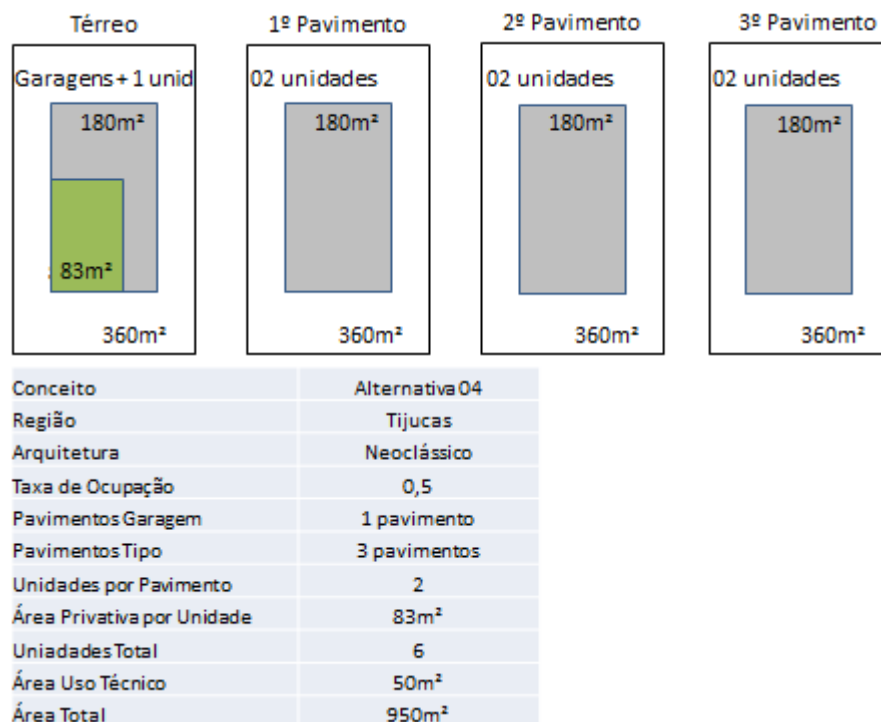 Térreo 1º Pavimento 2º Pavimento 3º Pavimento
Garagens + 1 unid 02 unidades 02 unidades 02 unidades
180m² 180m² 180m² 180m²
83m²
360m² 360m² 360m² 360m²
Conceito Alternativa 04
Região Tijucas
Arquitetura Neoclássico
Taxa de Ocupação 0,5
Pavimentos Garagem 1 pavimento
Pavimentos Tipo 3 pavimentos
Unidades por Pavimento 2
Área Privativa por Unidade 83m²
Uniadades Total 6
Área Uso Técnico 50m²
Área Total 950m²